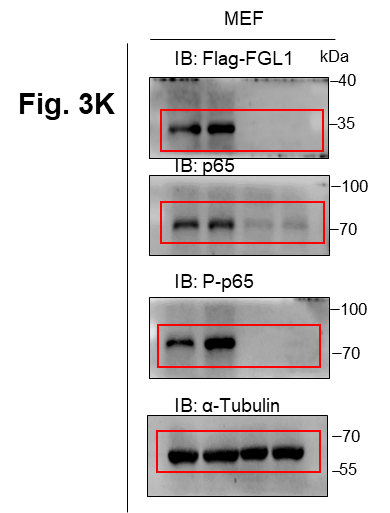 MEF
IB: Flag-FGL1 kDa
Fig. 3K
40
35
IB: p65
100
70
IB: P-p65
100
70
IB: α-Tubulin
70
55